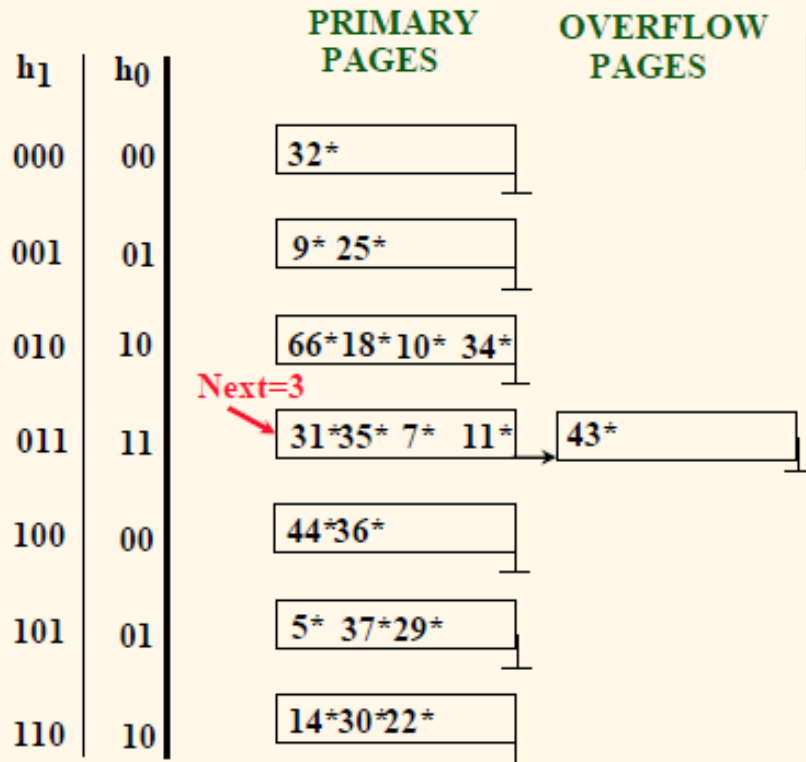 PRIMARY OVERFLOW
h1 h0 PAGES PAGES
000 00 32*
001 01 9* 25*
010 10 66* 18* 10* 34*
Next=3
011 11 31* 35* 7* 11* 43*
100 00 44* 36*
101 01 5* 37* 29*
110 10 14* 30* 22*